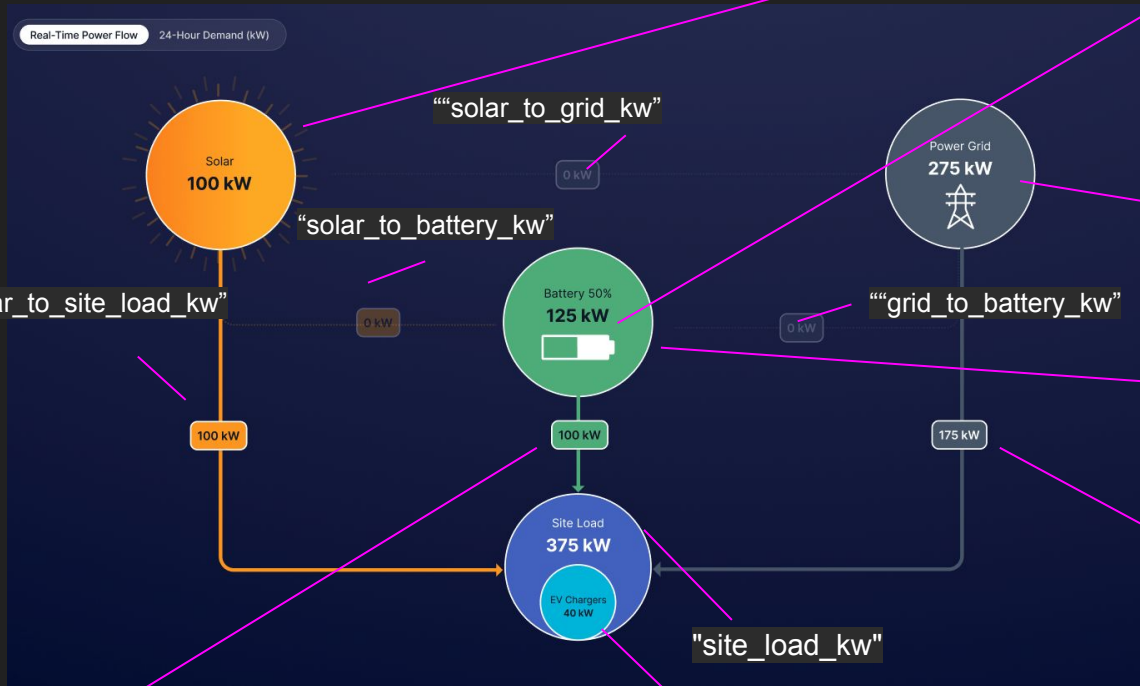 Real-Time Power Flow 24-Hour Demand (kW)
““solar_to_grid_kw”
Solar
100 kW
Power Grid
275 kW
0 kW
“solar_to_battery_kw”
Battery 50%
125 kW
ar_to_site_load_kw”
““grid_to_battery_kw”
0 kW
0 kW
100 kW
100 kW
175 kW
Site Load
375 kW
EV Chargers
40 kW
"site_load_kw"